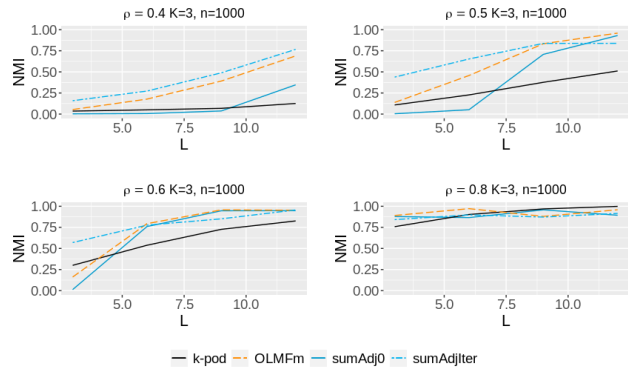 ρ = 0.4 K=3, n=1000
NMI
1.00
0.75
0.50
0.25
0.00
5.0 7.5 10.0
L
ρ = 0.5 K=3, n=1000
NMI
1.00
0.75
0.50
0.25
0.00
5.0 7.5 10.0
L
ρ = 0.6 K=3, n=1000
NMI
1.00
0.75
0.50
0.25
0.00
5.0 7.5 10.0
L
ρ = 0.8 K=3, n=1000
NMI
1.00
0.75
0.50
0.25
0.00
5.0 7.5 10.0
L
k-pod OLMFm sumAdj0 sumAdjIter